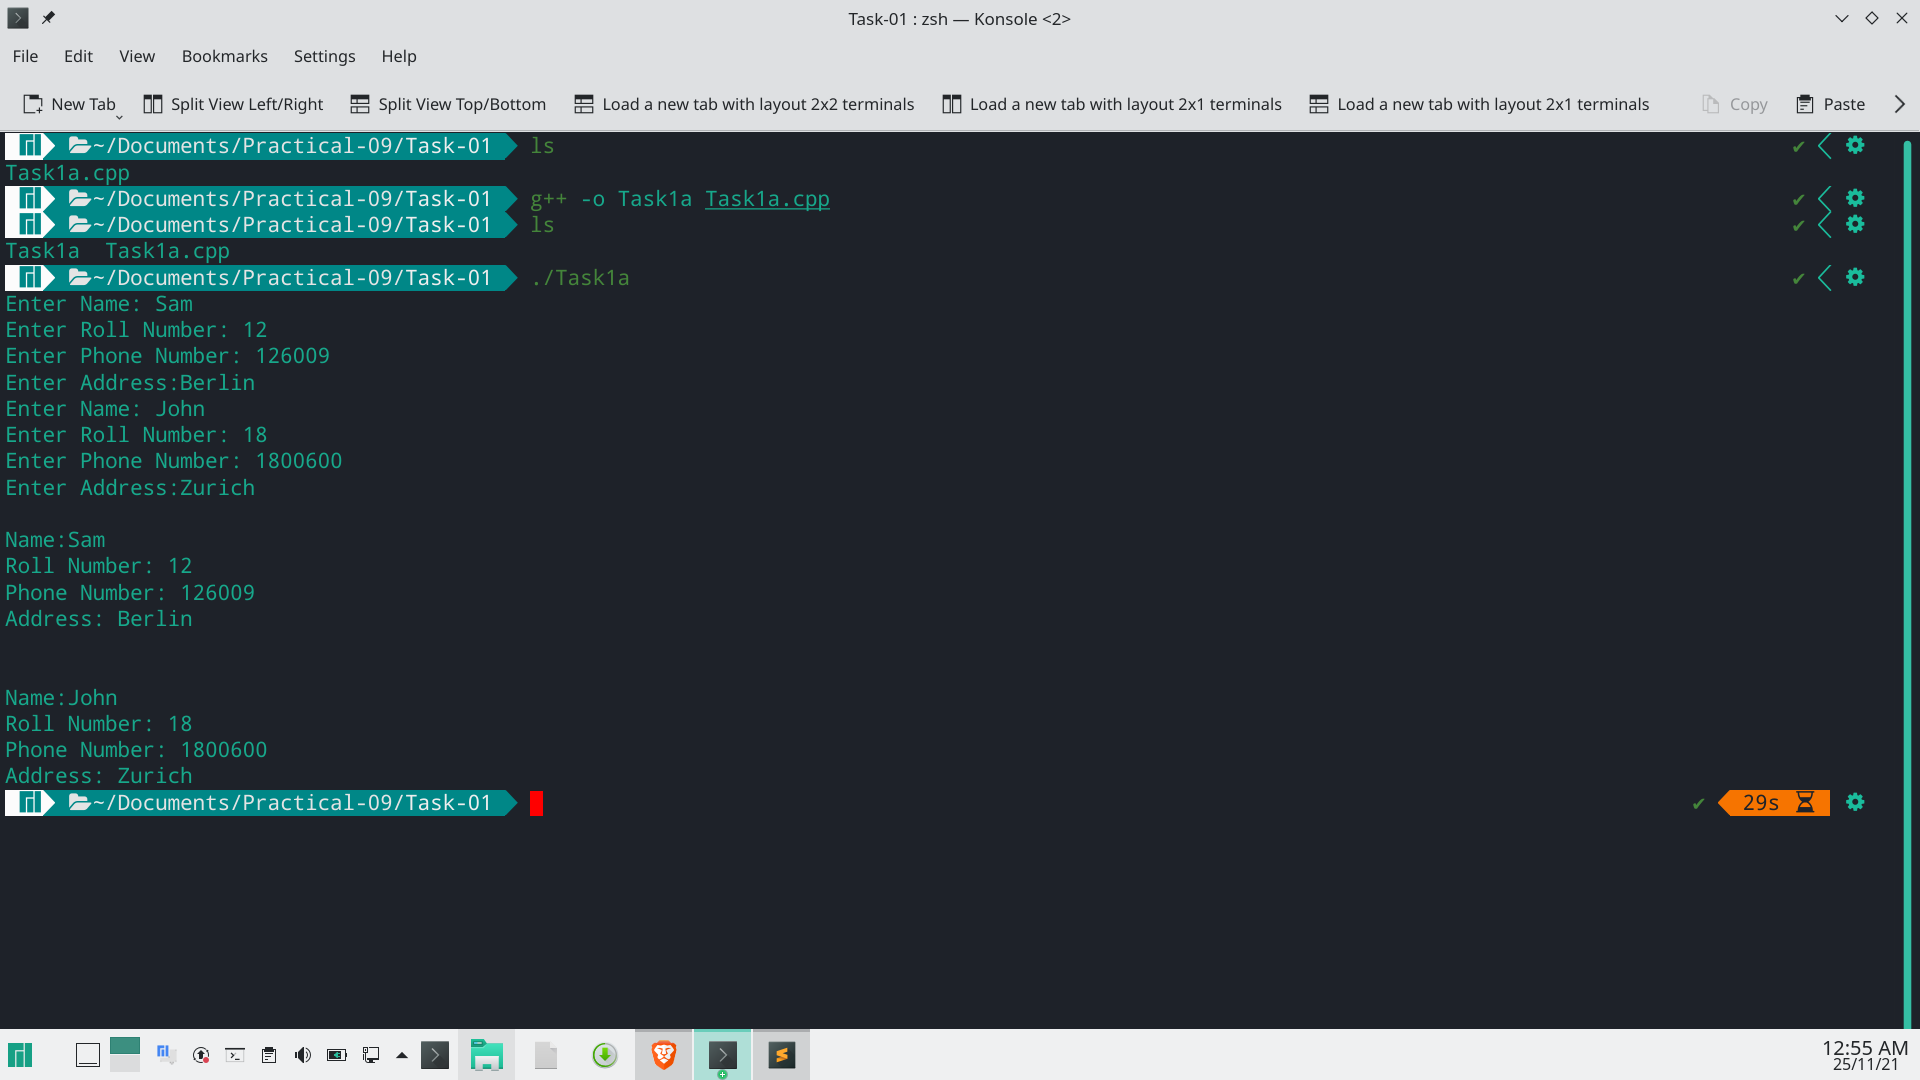 Task-01 : zsh — Konsole <2>
File Edit View Bookmarks Settings Help
New Tab Split View Left/Right Split View Top/Bottom Load a new tab with layout 2x2 terminals Load a new tab with layout 2x1 terminals Load a new tab with layout 2x1 terminals Copy Paste
~/Documents/Practical-09/Task-01 ls
Task1a.cpp
~/Documents/Practical-09/Task-01 g++ -o Task1a Task1a.cpp
~/Documents/Practical-09/Task-01 ls
Task1a  Task1a.cpp
~/Documents/Practical-09/Task-01 ./Task1a
Enter Name: Sam
Enter Roll Number: 12
Enter Phone Number: 126009
Enter Address:Berlin
Enter Name: John
Enter Roll Number: 18
Enter Phone Number: 1800600
Enter Address:Zurich
Name:Sam
Roll Number: 12
Phone Number: 126009
Address: Berlin
Name:John
Roll Number: 18
Phone Number: 1800600
Address: Zurich
~/Documents/Practical-09/Task-01 29s
12:55 AM
25/11/21